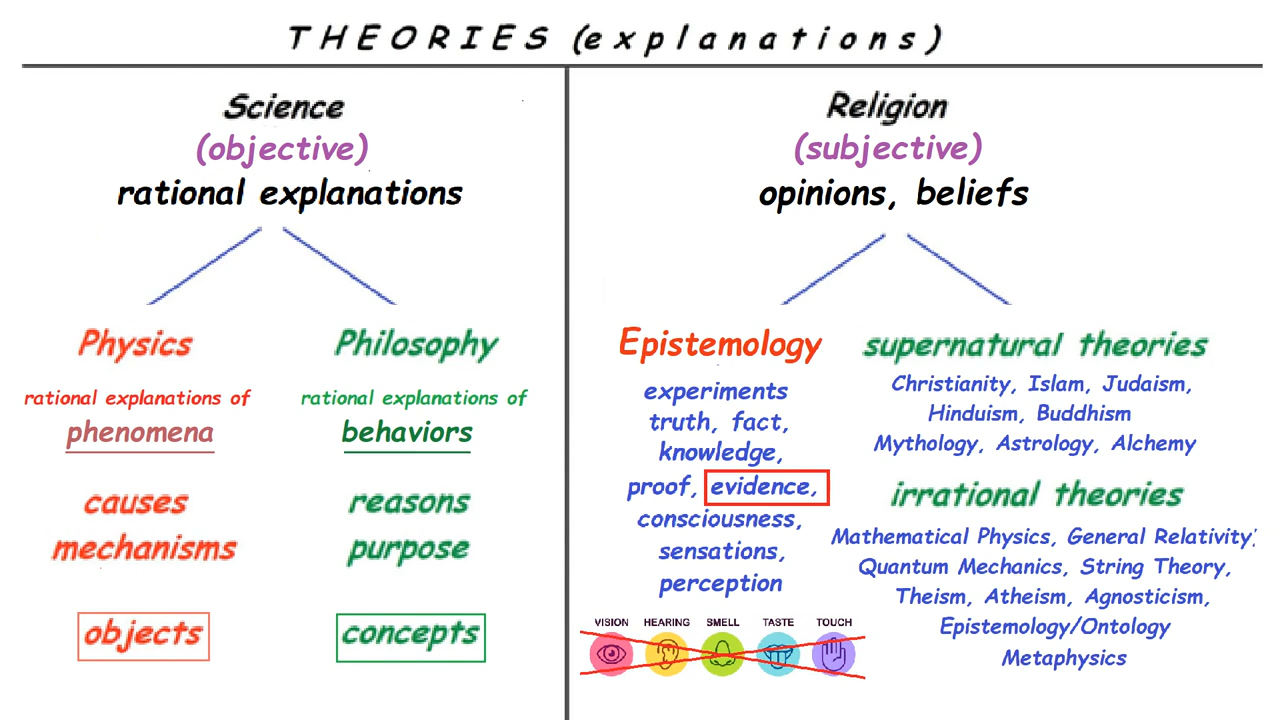 THEORIES (explanations)
Science
(objective)
rational explanations
Physics
rational explanations of
phenomena
causes
mechanisms
objects
Philosophy
rational explanations of
behaviors
reasons
purpose
concepts
Religion
(subjective)
opinions, beliefs
Epistemology
experiments
truth, fact,
knowledge,
proof, evidence,
consciousness,
sensations,
perception
VISION HEARING SMELL TASTE TOUCH
supernatural theories
Christianity, Islam, Judaism,
Hinduism, Buddhism
Mythology, Astrology, Alchemy
irrational theories
Mathematical Physics, General Relativity,
Quantum Mechanics, String Theory,
Theism, Atheism, Agnosticism,
Epistemology/Ontology
Metaphysics